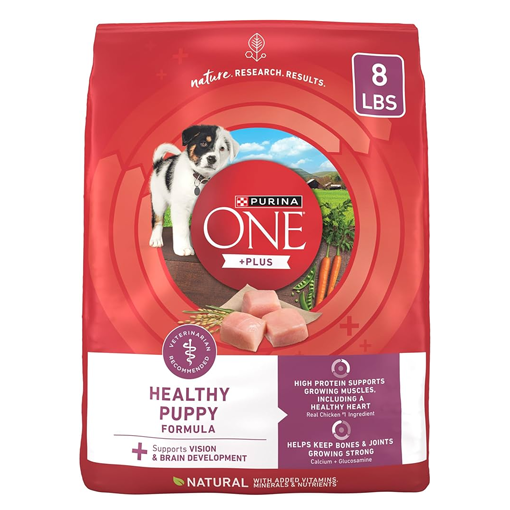 nature. RESEARCH. RESULTS.
8
LBS
PURINA
ONE®
+PLUS
VETERINARIAN RECOMMENDED
HEALTHY
PUPPY
FORMULA
+ Supports VISION
& BRAIN DEVELOPMENT
HIGH PROTEIN SUPPORTS
GROWING MUSCLES,
INCLUDING A
HEALTHY HEART
Real Chicken #1 Ingredient
HELPS KEEP BONES & JOINTS
GROWING STRONG
Calcium + Glucosamine
NATURAL WITH ADDED VITAMINS,
MINERALS & NUTRIENTS